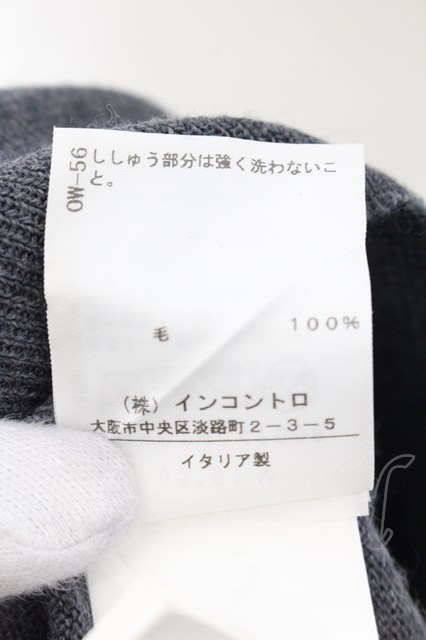 OW-56
ししゅう部分は強く洗わないこ
と。
毛 100%
(株) インコントロ
大阪市中央区淡路町2-3-5
イタリア製